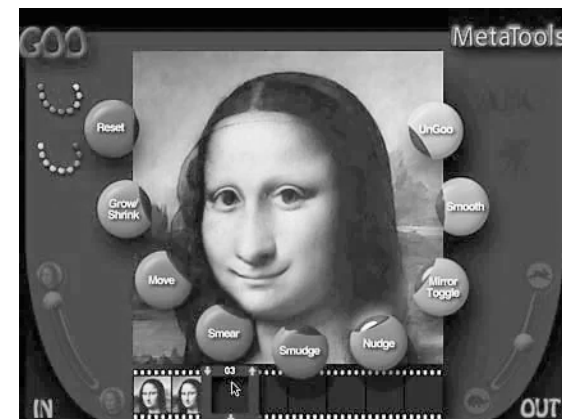 GOO
MetaTools
Reset
UnGoo
Grow/
Shrink
Smooth
Move
Mirror
Toggle
Smear
Smudge
Nudge
03
IN
OUT